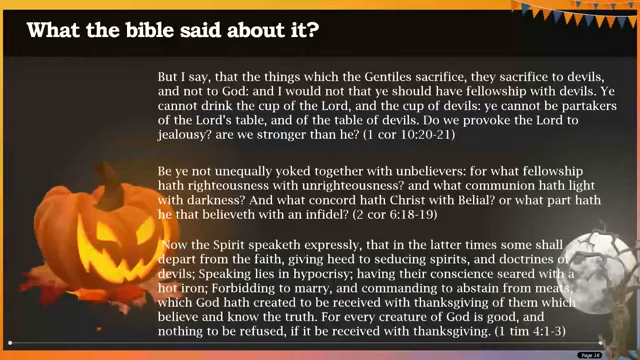 What the bible said about it?
But I say, that the things which the Gentiles sacrifice, they sacrifice to devils,
and not to God: and I would not that ye should have fellowship with devils. Ye
cannot drink the cup of the Lord, and the cup of devils: ye cannot be partakers
of the Lord's table, and of the table of devils. Do we provoke the Lord to
jealousy? are we stronger than he? (1 cor 10:20-21)
Be ye not unequally yoked together with unbelievers: for what fellowship
hath righteousness with unrighteousness? and what communion hath light
with darkness? And what concord hath Christ with Belial? or what part hath
he that believeth with an infidel? (2 cor 6:18-19)
Now the Spirit speaketh expressly, that in the latter times some shall
depart from the faith, giving heed to seducing spirits, and doctrines of
devils; Speaking lies in hypocrisy; having their conscience seared with a
hot iron; Forbidding to marry, and commanding to abstain from meats,
which God hath created to be received with thanksgiving of them which
believe and know the truth. For every creature of God is good, and
nothing to be refused, if it be received with thanksgiving. (1 tim 4:1-3)
Page 16